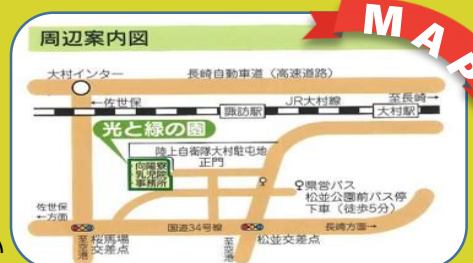 周辺案内図
MAP
大村インター
長崎自動車道(高速道路)
←佐世保
JR大村線
至長崎→
諏訪駅
大村駅
光と緑の園
陸上自衛隊大村駐屯地
正門
向陽寮
乳児院
事務所
県営バス
松並公園前バス停
下車(徒歩5分)
佐世保
←方面
国道34号線
長崎方面→
至空港
桜馬場
交差点
至空港
松並交差点